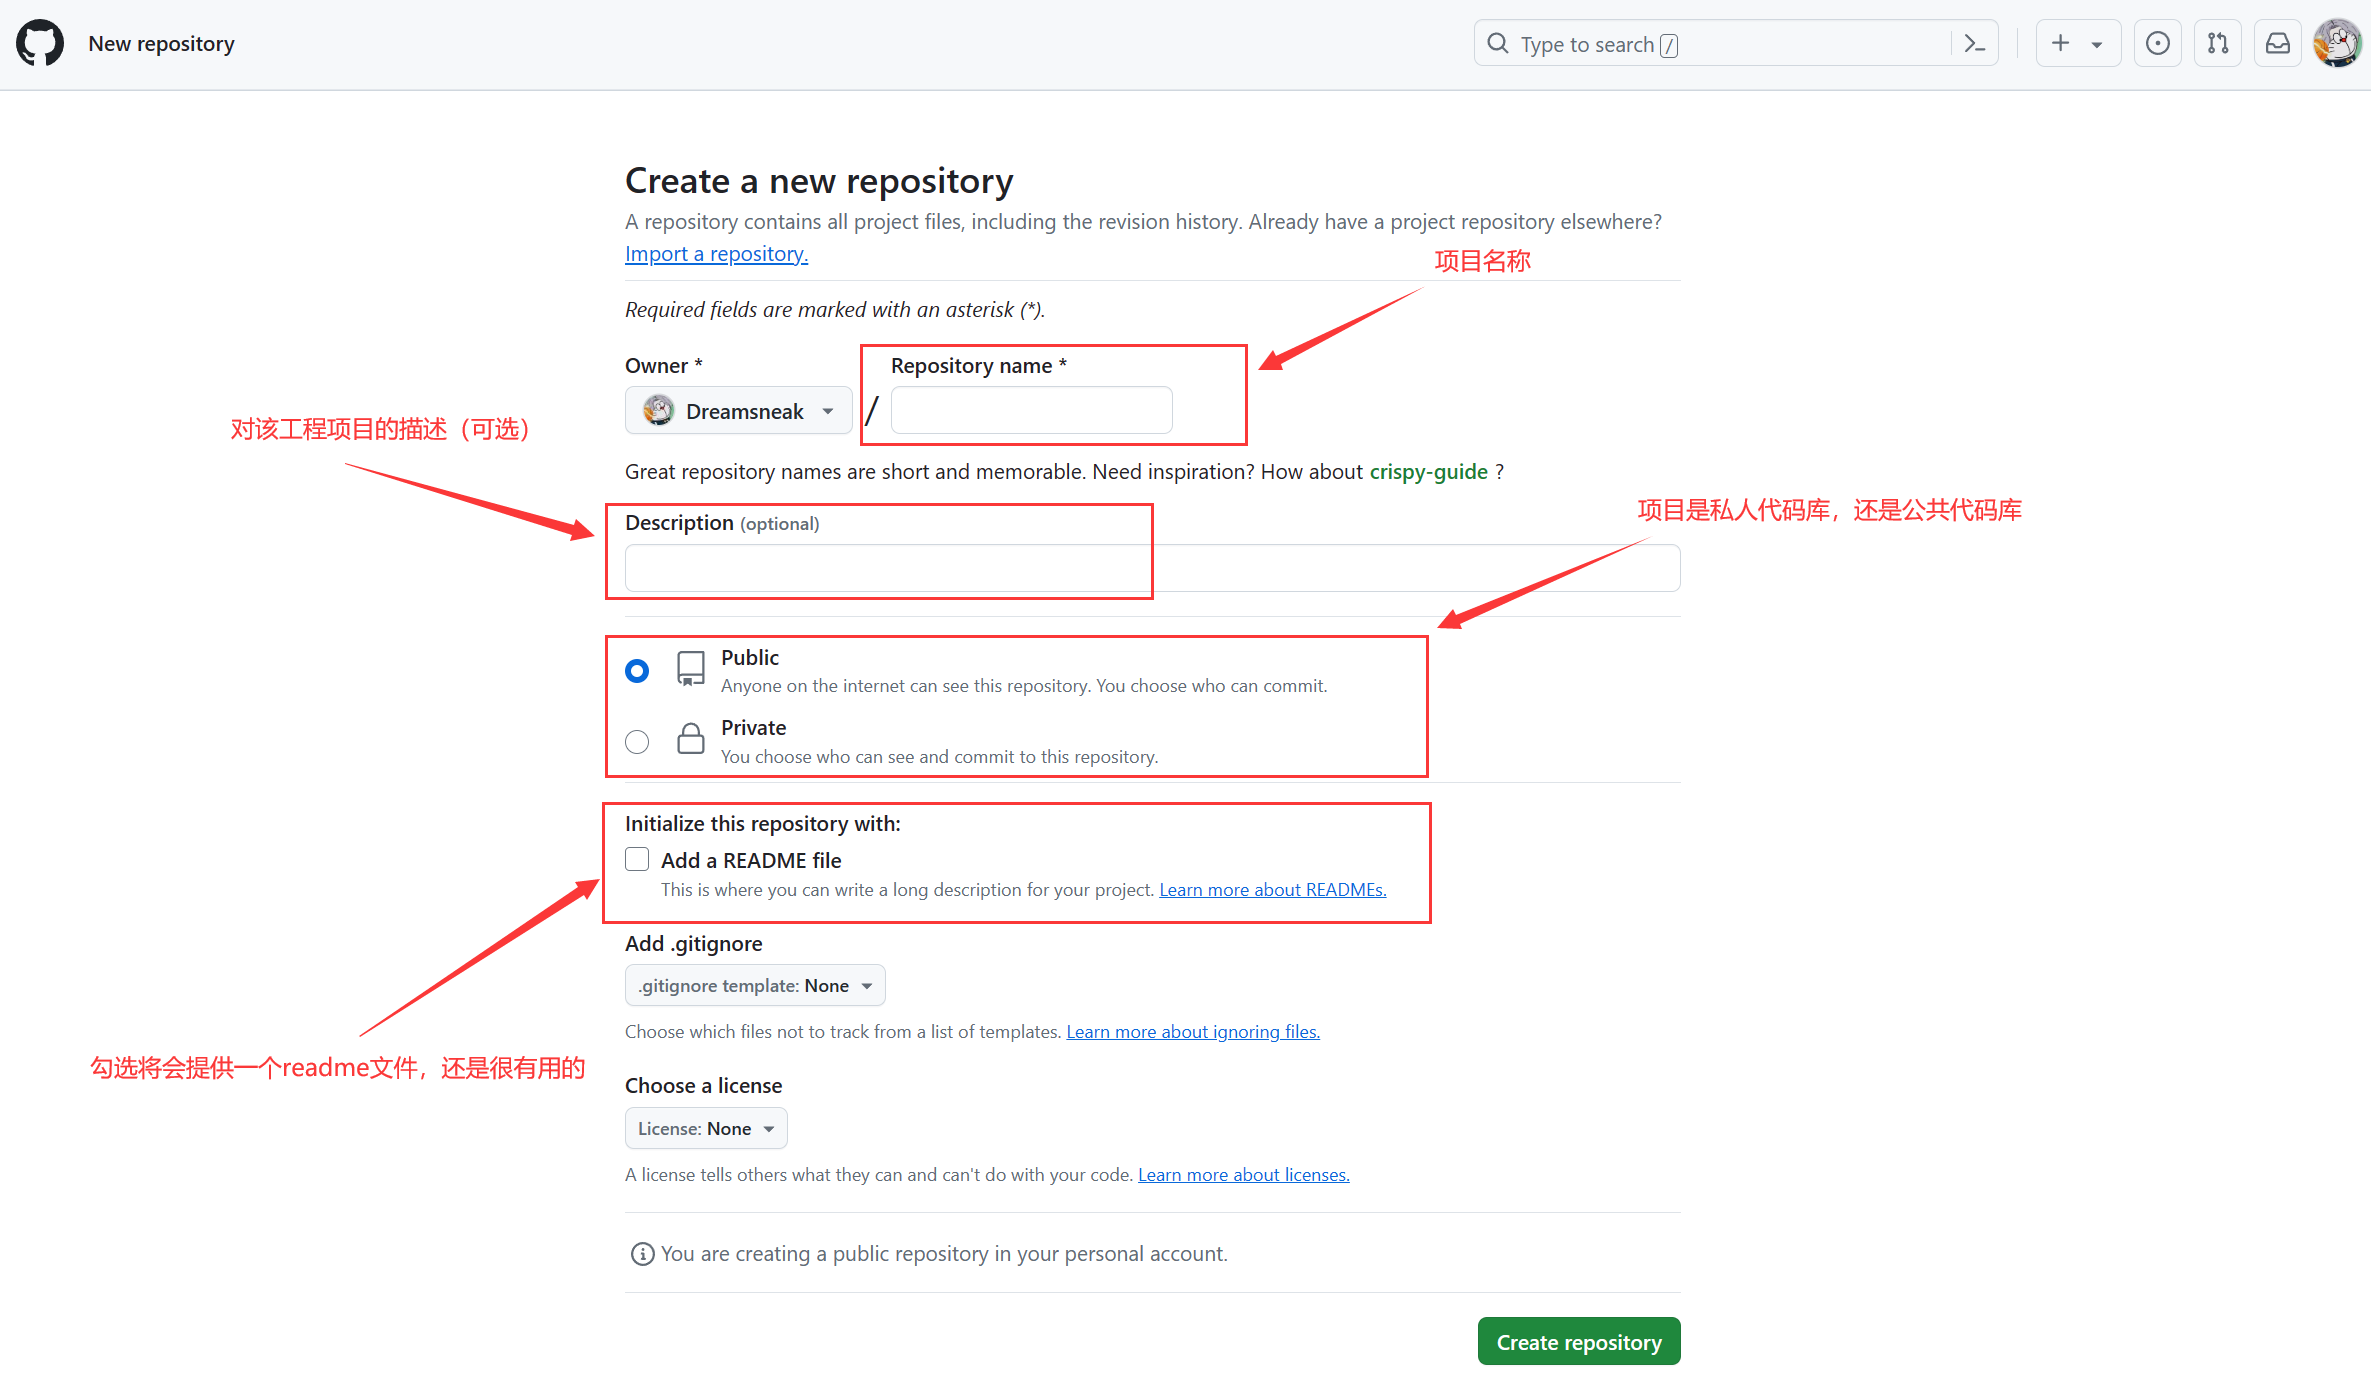 New repository
Type to search /
Create a new repository
A repository contains all project files, including the revision history. Already have a project repository elsewhere?
Import a repository.
项目名称
Required fields are marked with an asterisk (*).
Owner *
Repository name *
Dreamsneak
/
对该工程项目的描述（可选）
Great repository names are short and memorable. Need inspiration? How about crispy-guide ?
项目是私人代码库，还是公共代码库
Description (optional)
Public
Anyone on the internet can see this repository. You choose who can commit.
Private
You choose who can see and commit to this repository.
Initialize this repository with:
Add a README file
This is where you can write a long description for your project. Learn more about READMEs.
Add .gitignore
.gitignore template: None
Choose which files not to track from a list of templates. Learn more about ignoring files.
勾选将会提供一个readme文件，还是很有用的
Choose a license
License: None
A license tells others what they can and can't do with your code. Learn more about licenses.
You are creating a public repository in your personal account.
Create repository